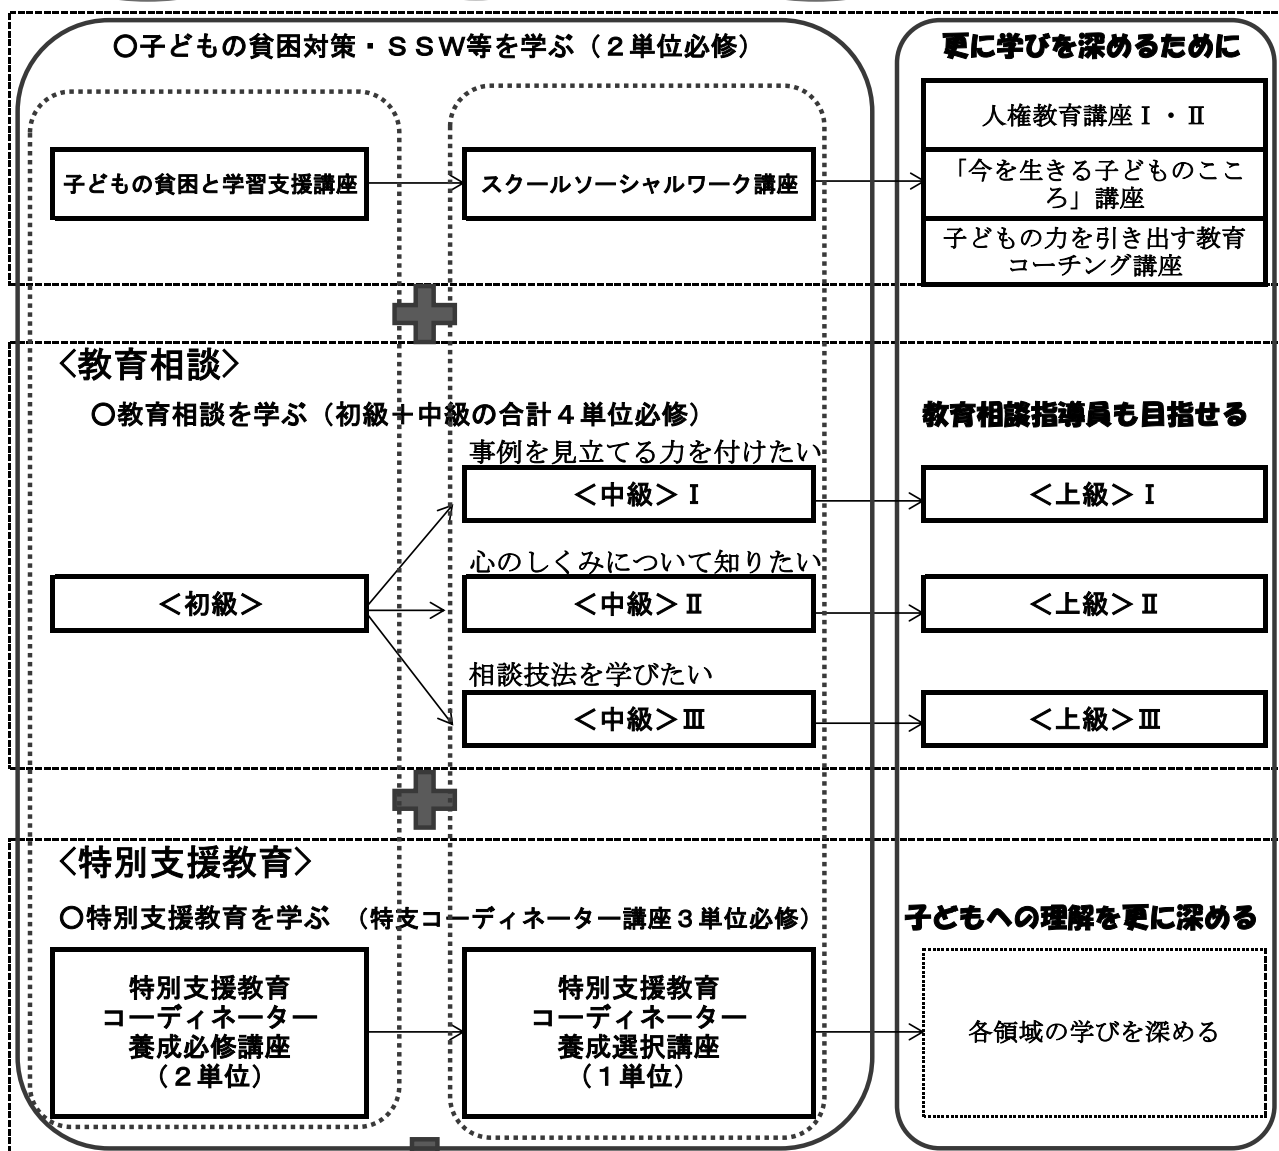 〇子どもの貧困対策・ＳＳＷ等を学ぶ（２単位必修）
更に学びを深めるために
人権教育講座Ⅰ・Ⅱ
子どもの貧困と学習支援講座
スクールソーシャルワーク講座
「今を生きる子どものここ
ろ」講座
子どもの力を引き出す教育
コーチング講座
＜教育相談＞
〇教育相談を学ぶ（初級＋中級の合計４単位必修）
教育相談指導員も目指せる
事例を見立てる力を付けたい
＜中級＞Ⅰ
＜上級＞Ⅰ
心のしくみについて知りたい
＜初級＞
＜中級＞Ⅱ
＜上級＞Ⅱ
相談技法を学びたい
＜中級＞Ⅲ
＜上級＞Ⅲ
＜特別支援教育＞
〇特別支援教育を学ぶ （特支コーディネーター講座３単位必修）
子どもへの理解を更に深める
特別支援教育
コーディネーター
養成必修講座
（２単位）
特別支援教育
コーディネーター
養成選択講座
（１単位）
各領域の学びを深める